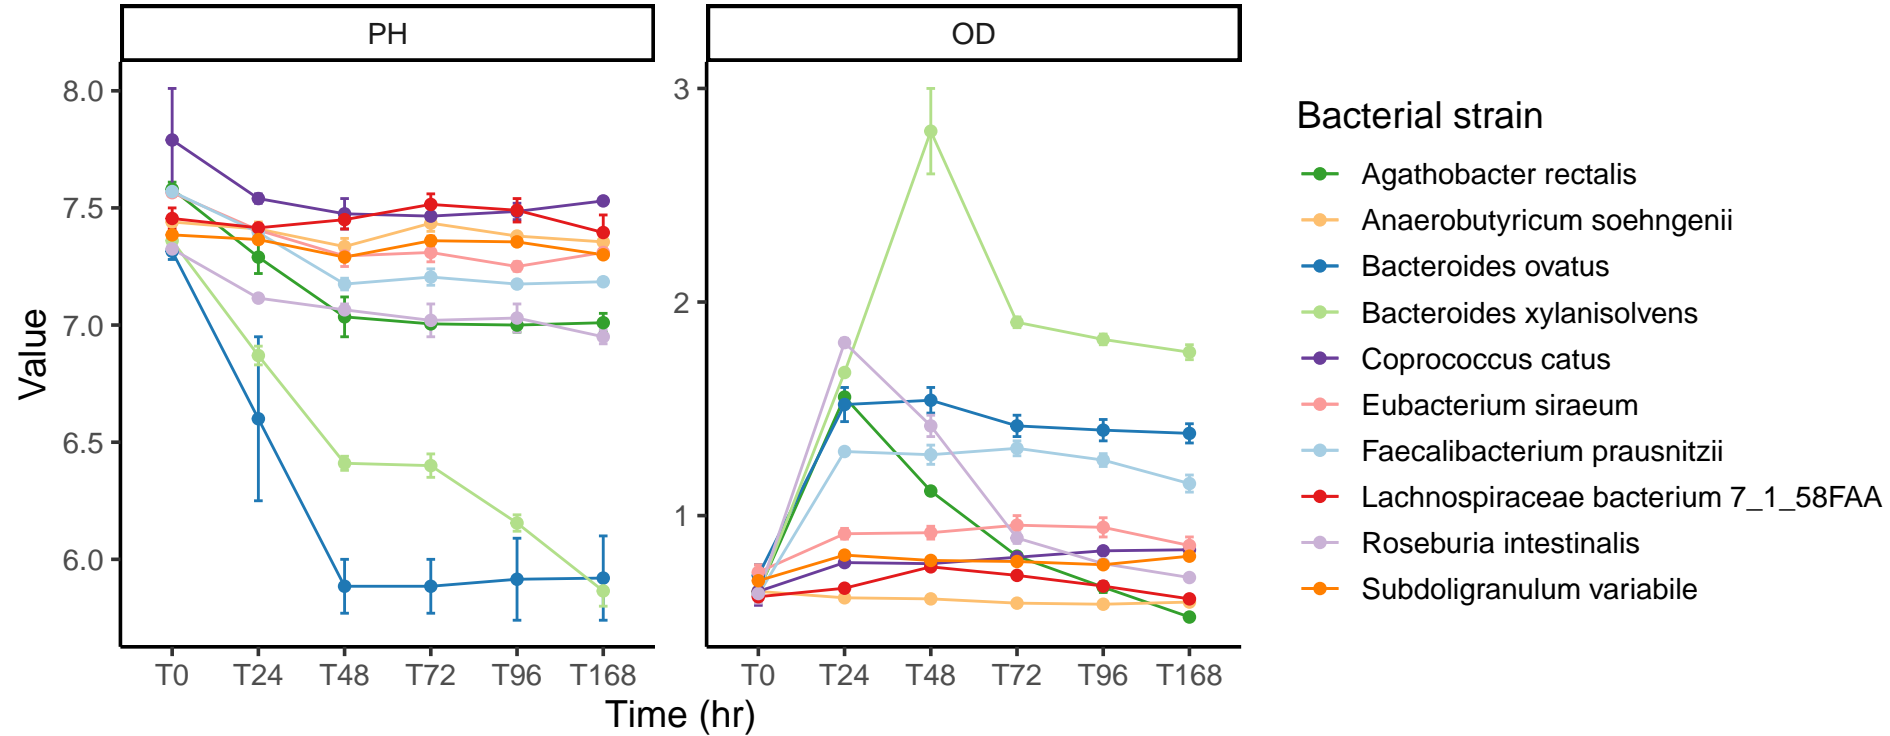 PH
OD
Value
8.0
7.5
7.0
6.5
6.0
3
2
1
T0 T24 T48 T72 T96 T168
T0 T24 T48 T72 T96 T168
Time (hr)
Bacterial strain
Agathobacter rectalis
Anaerobutyricum soehngenii
Bacteroides ovatus
Bacteroides xylanisolvens
Coprococcus catus
Eubacterium siraeum
Faecalibacterium prausnitzii
Lachnospiraceae bacterium 7_1_58FAA
Roseburia intestinalis
Subdoligranulum variabile